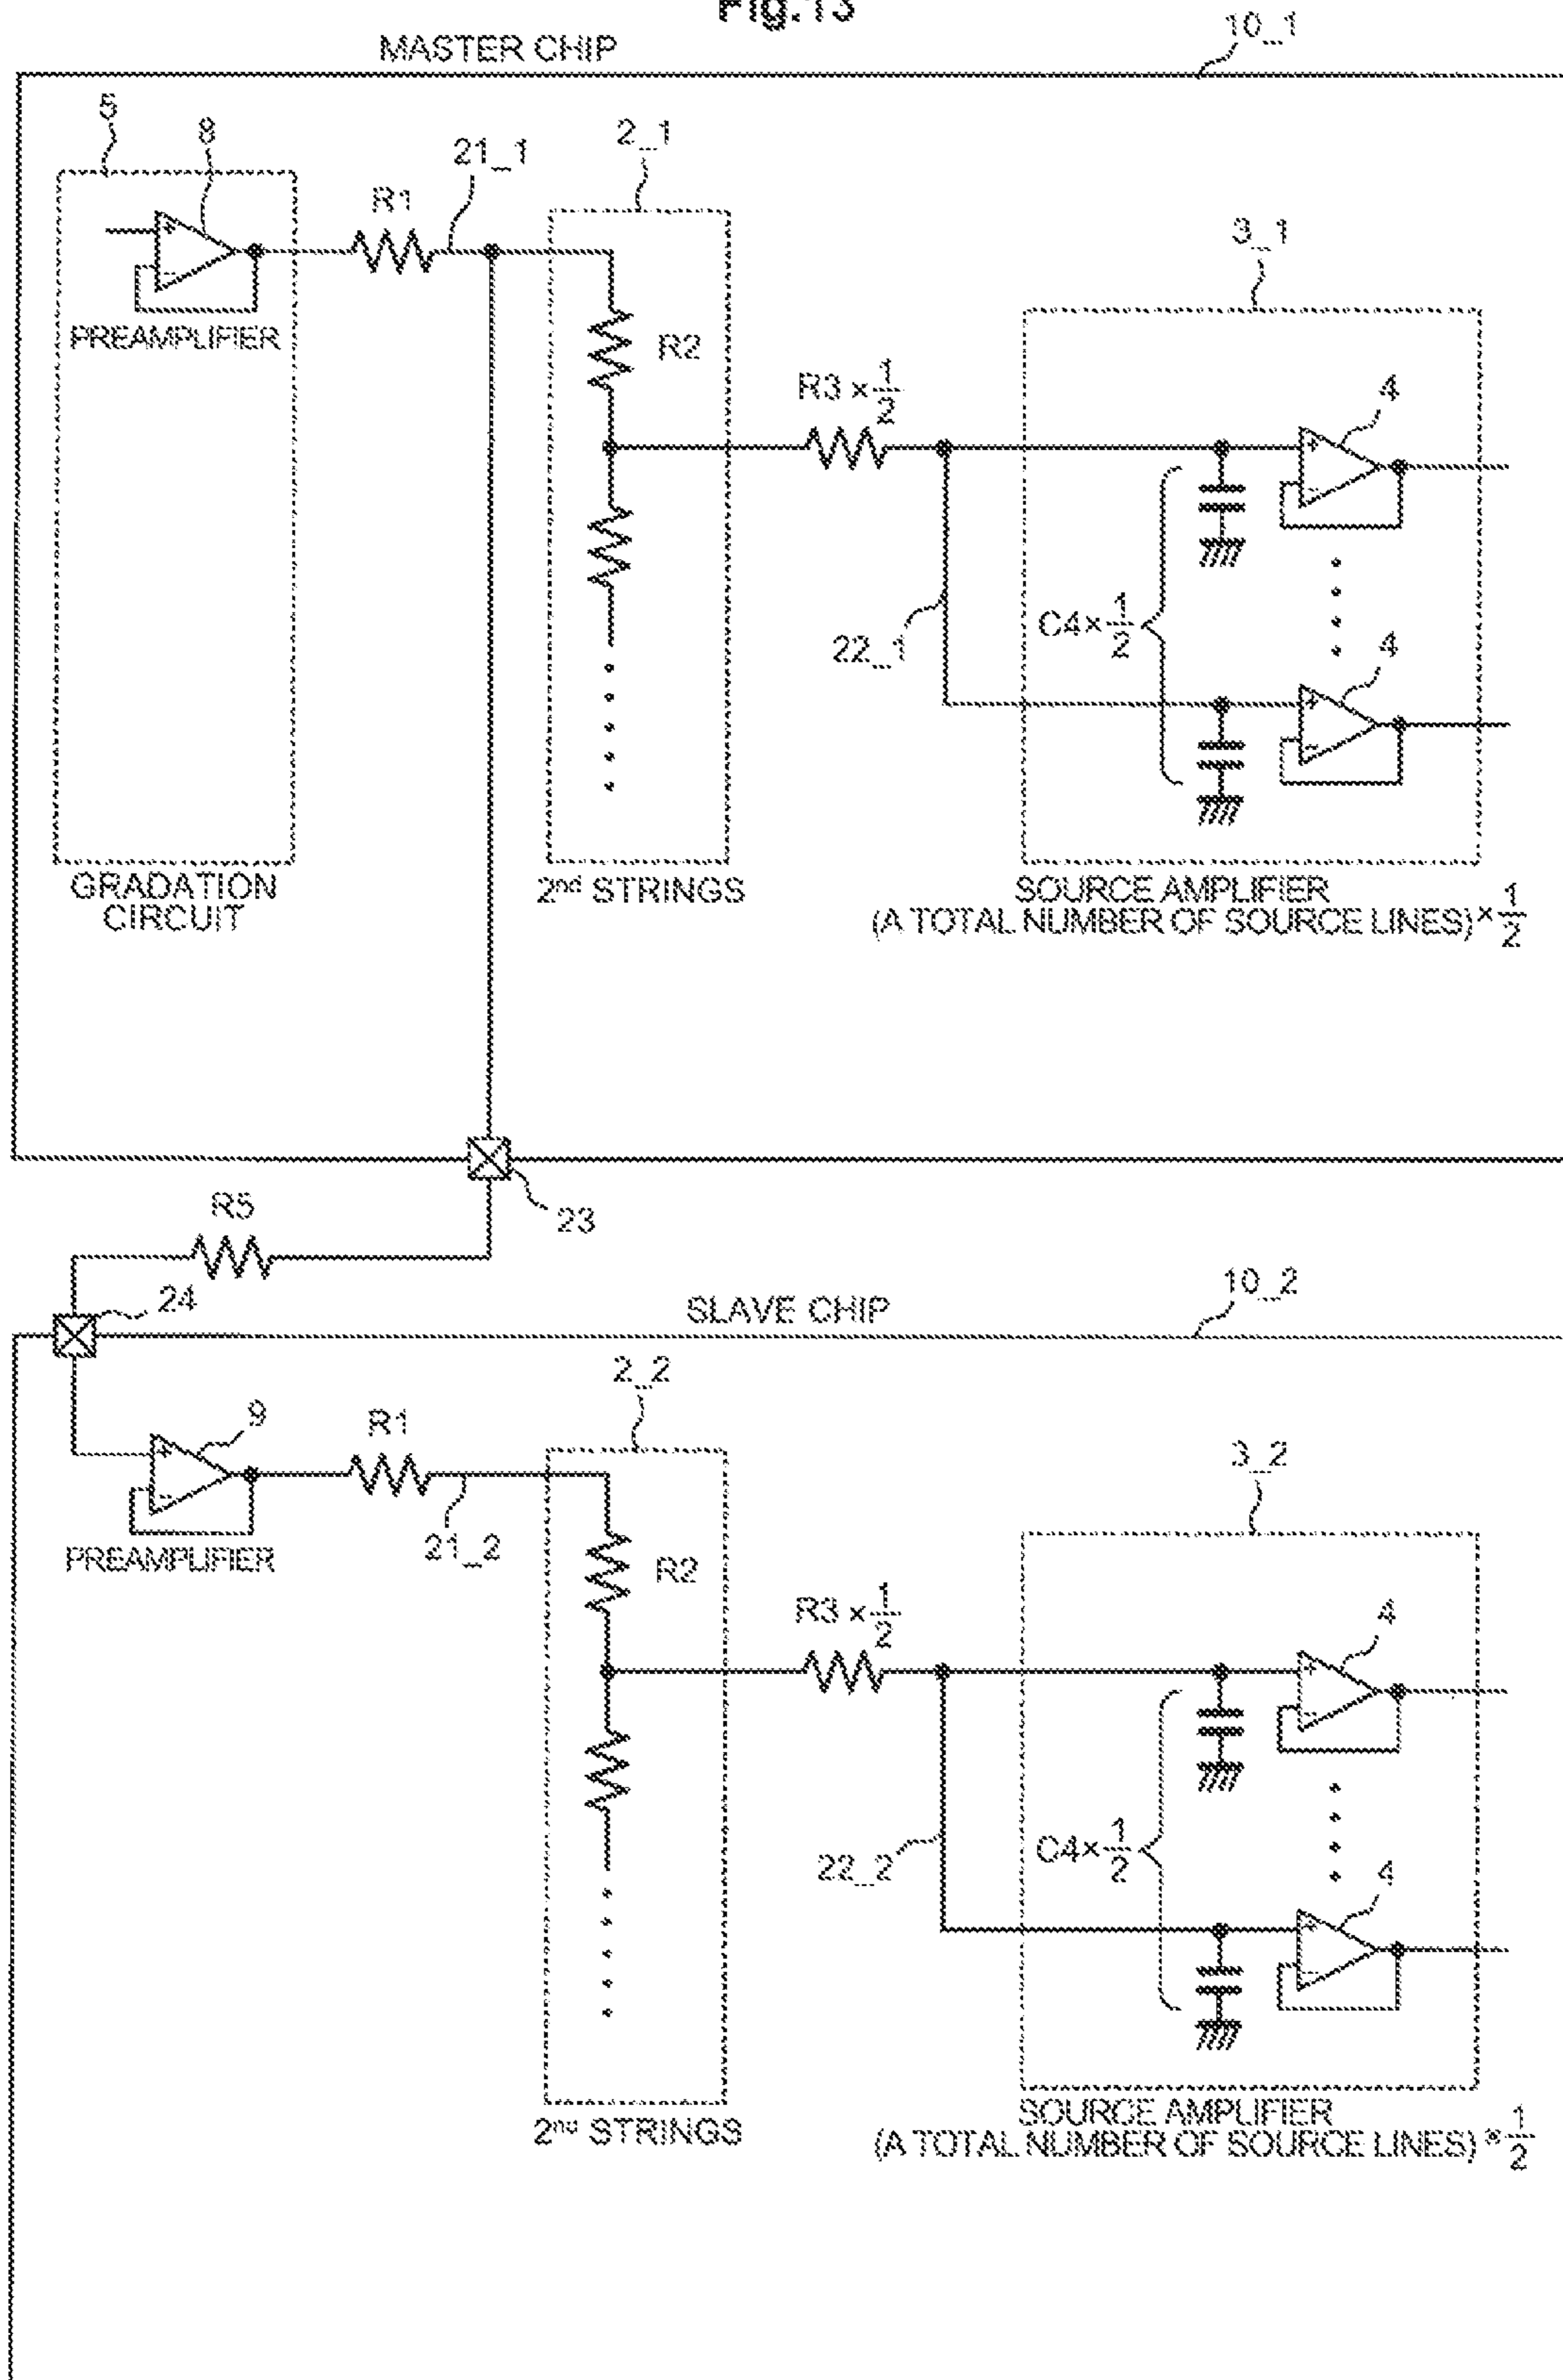 Fig.13
MASTER CHIP
10_1
5
8
21_1
2_1
R1
3_1
R2
PREAMPLIFIER
R3 × 1/2
4
22_1
C4× 1/2
4
GRADATION
CIRCUIT
2nd STRINGS
SOURCE AMPLIFIER
(A TOTAL NUMBER OF SOURCE LINES) × 1/2
23
R5
24
SLAVE CHIP
10_2
2_2
9
R1
3_2
21_2
PREAMPLIFIER
R2
R3 × 1/2
4
22_2
C4× 1/2
4
2nd STRINGS
SOURCE AMPLIFIER
(A TOTAL NUMBER OF SOURCE LINES) × 1/2